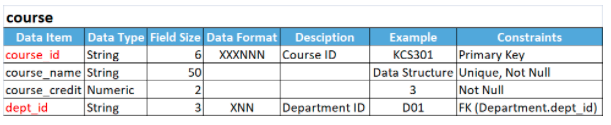 course
Data Item Data Type Field Size Data Format Desciption Example Constraints
course_id String 6 XXXNNN Course ID KCS301 Primary Key
course_name String 50 Data Structure Unique, Not Null
course_credit Numeric 2 3 Not Null
dept_id String 3 XNN Department ID D01 FK (Department.dept_id)